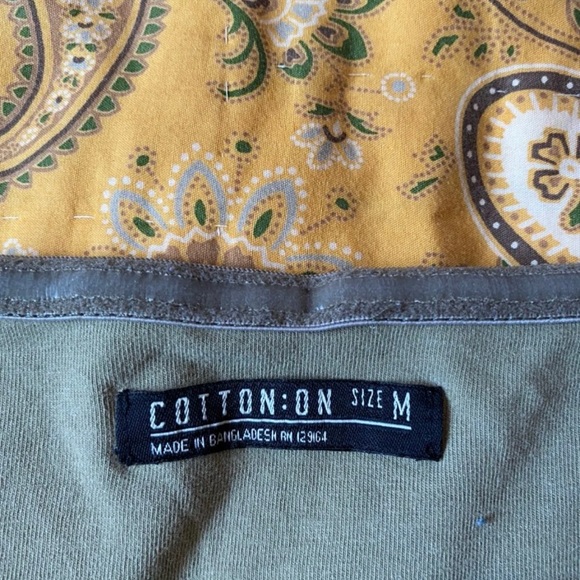 COTTON:ON SIZE M
MADE IN BANGLADESH RN 129164